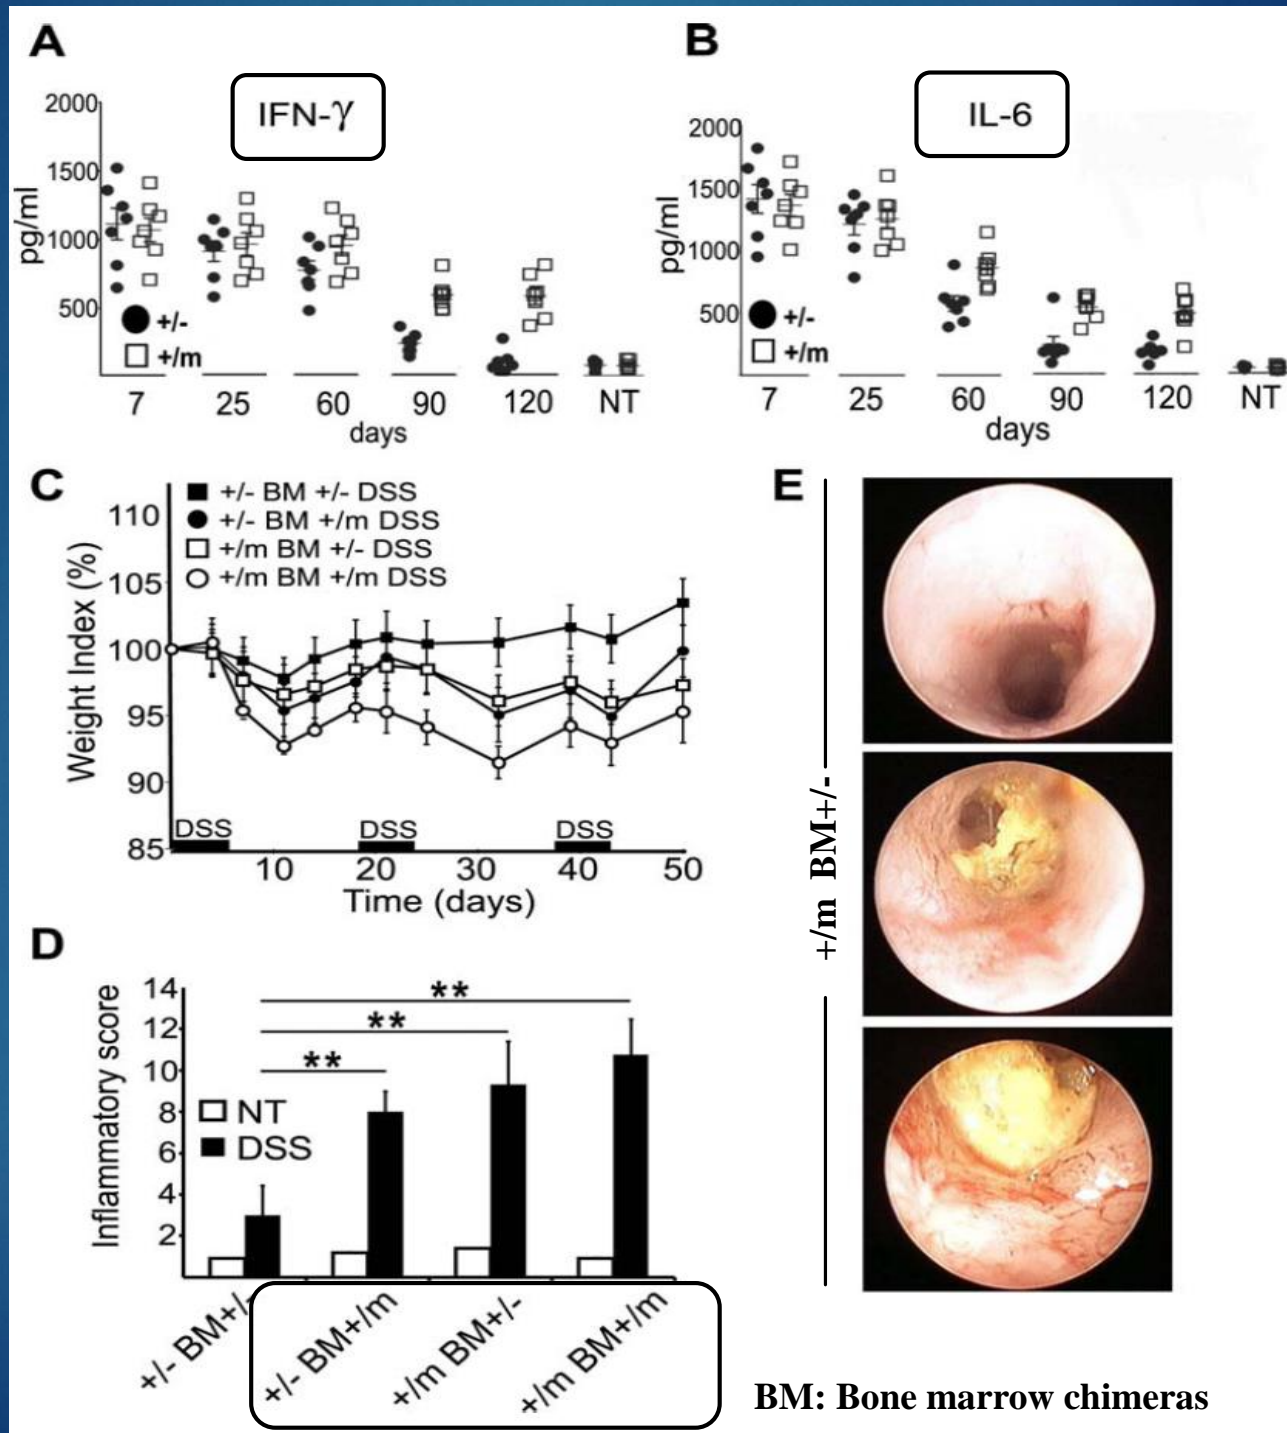 A
IFN-γ
2000
1500
1000
500
pg/ml
+/-
+/m
7 25 60 90 120 NT
days
B
IL-6
2000
1500
1000
500
pg/ml
+/-
+/m
7 25 60 90 120 NT
days
C
+/- BM +/- DSS
+/- BM +/m DSS
+/m BM +/- DSS
+/m BM +/m DSS
110
105
100
95
90
85
Weight Index (%)
DSS DSS DSS
10 20 30 40 50
Time (days)
D
14
12
10
8
6
4
2
Inflammatory score
**
**
**
NT
DSS
+/- BM+/-
+/- BM+/m
+/m BM+/-
+/m BM+/m
E
+/m BM+/-
BM: Bone marrow chimeras